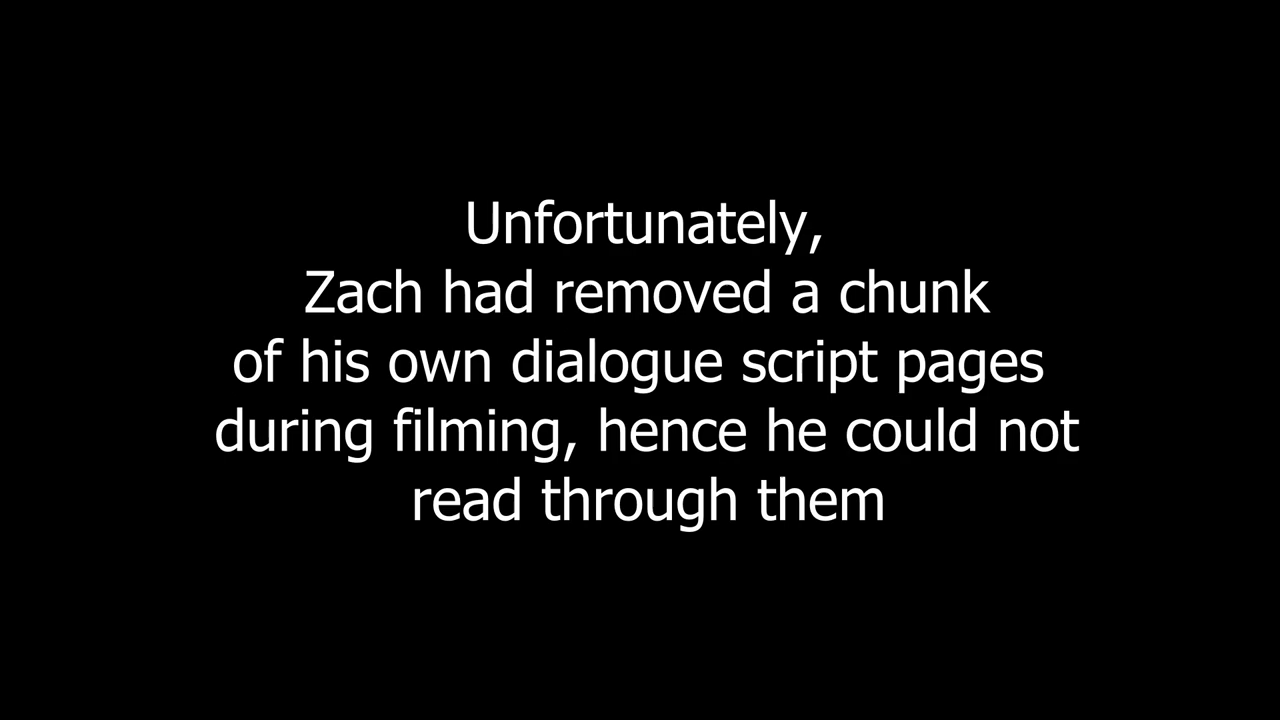 Unfortunately,
Zach had removed a chunk
of his own dialogue script pages
during filming, hence he could not
read through them